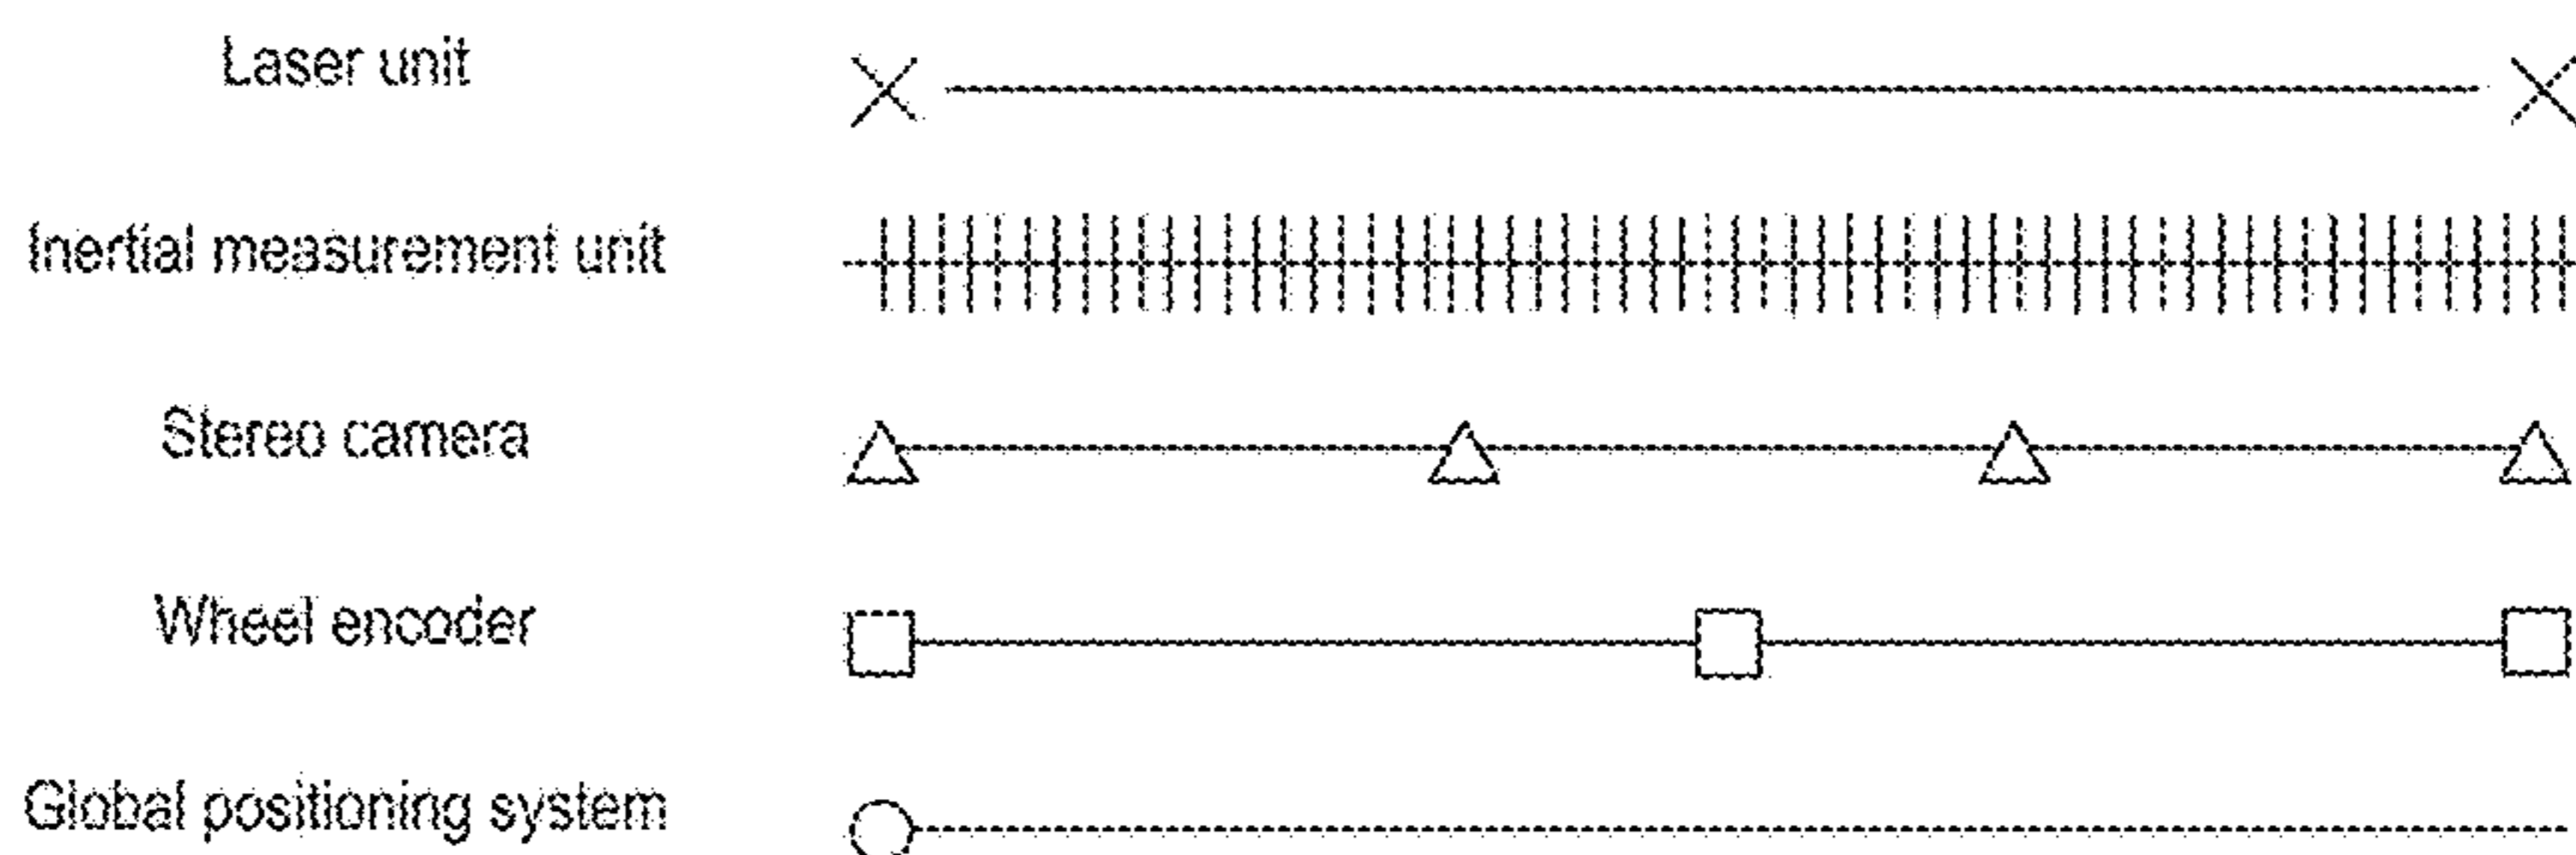 Laser unit
Inertial measurement unit
Stereo camera
Wheel encoder
Global positioning system